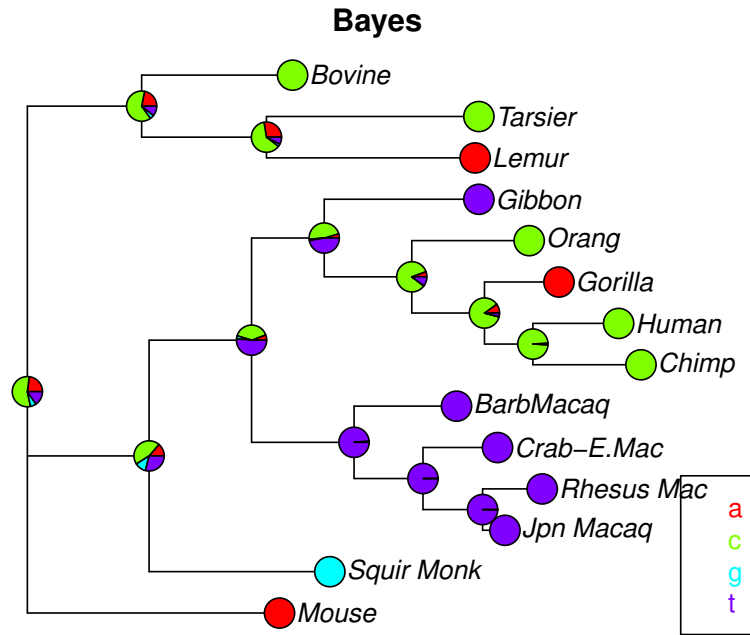 Bayes
Bovine
Tarsier
Lemur
Gibbon
Orang
Gorilla
Human
Chimp
BarbMacaq
Crab−E.Mac
Rhesus Mac
Jpn Macaq
Squir Monk
Mouse
a
c
g
t